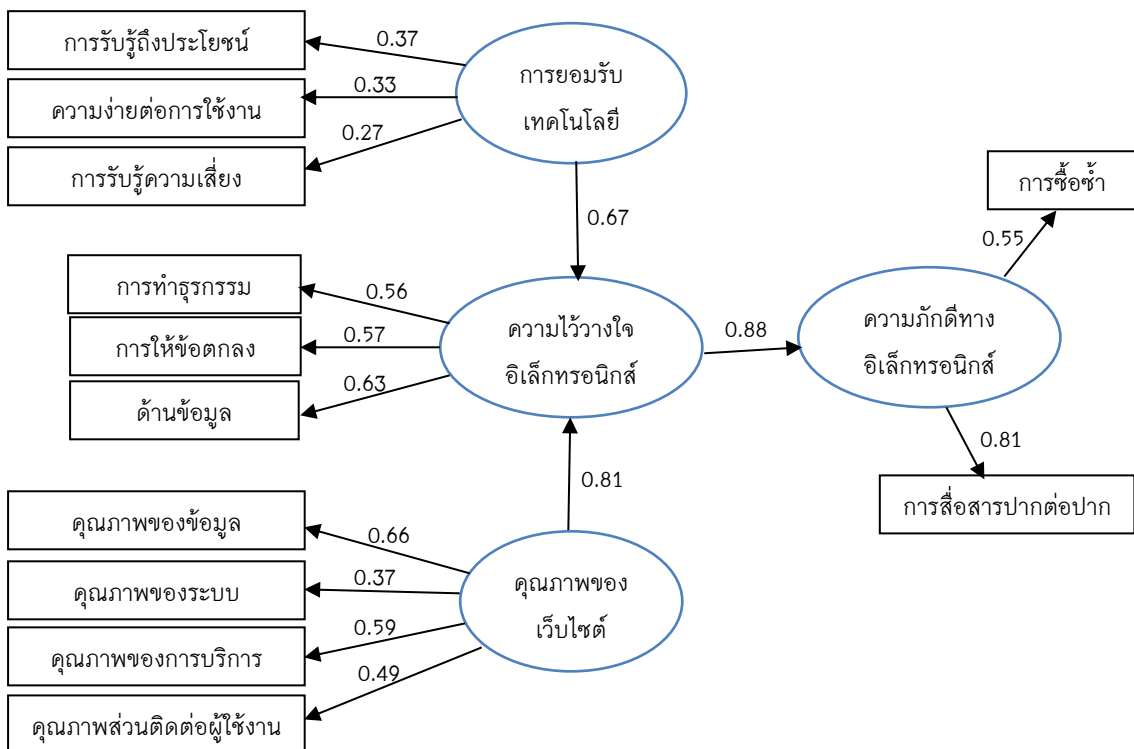 การรับรู้ถึงประโยชน์
0.37
การยอมรับ
เทคโนโลยี
ความง่ายต่อการใช้งาน
0.33
การรับรู้ความเสี่ยง
0.27
0.67
การซื้อซ้ำ
0.55
การทำธุรกรรม
0.56
การให้ข้อตกลง
0.57
ด้านข้อมูล
0.63
ความไว้วางใจ
อิเล็กทรอนิกส์
0.88
ความภักดีทาง
อิเล็กทรอนิกส์
0.81
การสื่อสารปากต่อปาก
0.81
คุณภาพของข้อมูล
0.66
คุณภาพของระบบ
0.37
คุณภาพของ
เว็บไซต์
คุณภาพของการบริการ
0.59
คุณภาพส่วนติดต่อผู้ใช้งาน
0.49